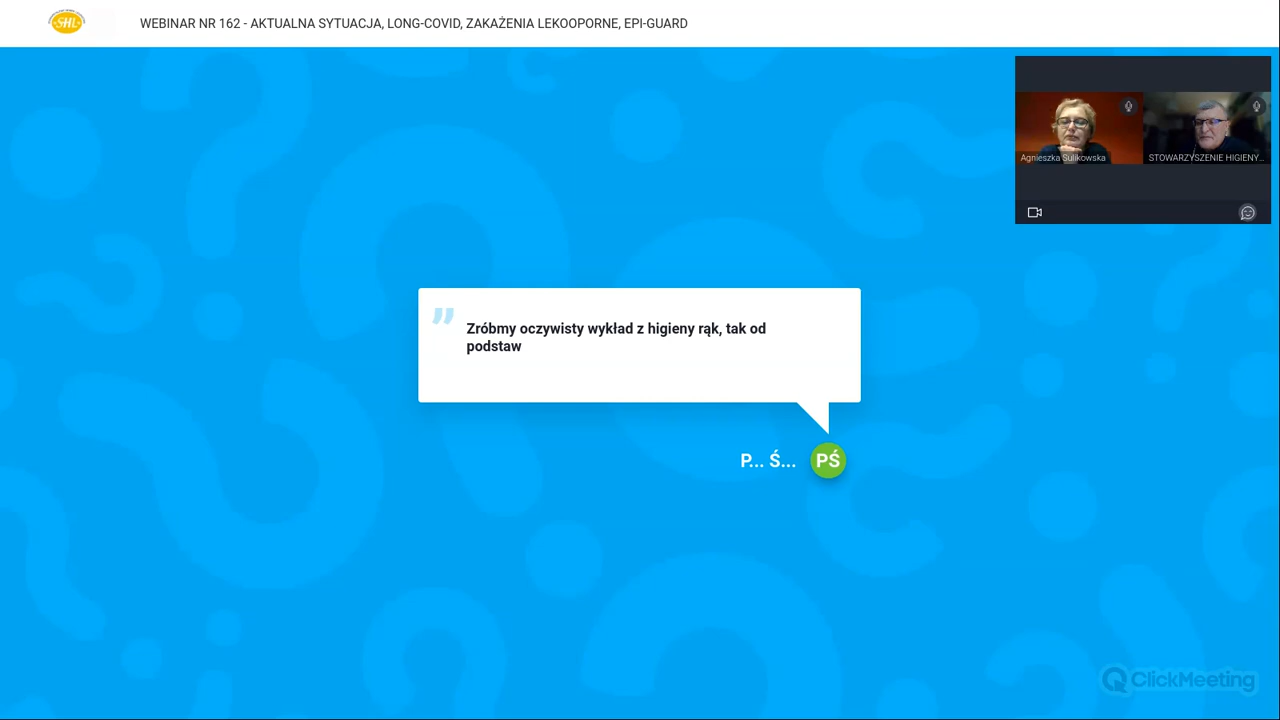 SHL
WEBINAR NR 162 - AKTUALNA SYTUACJA, LONG-COVID, ZAKAŻENIA LEKOOPORNE, EPI-GUARD
Agnieszka Sulikowska
STOWARZYSZENIE HIGIENY...
Zróbmy oczywisty wykład z higieny rąk, tak od
podstaw
P... Ś...
PŚ
ClickMeeting